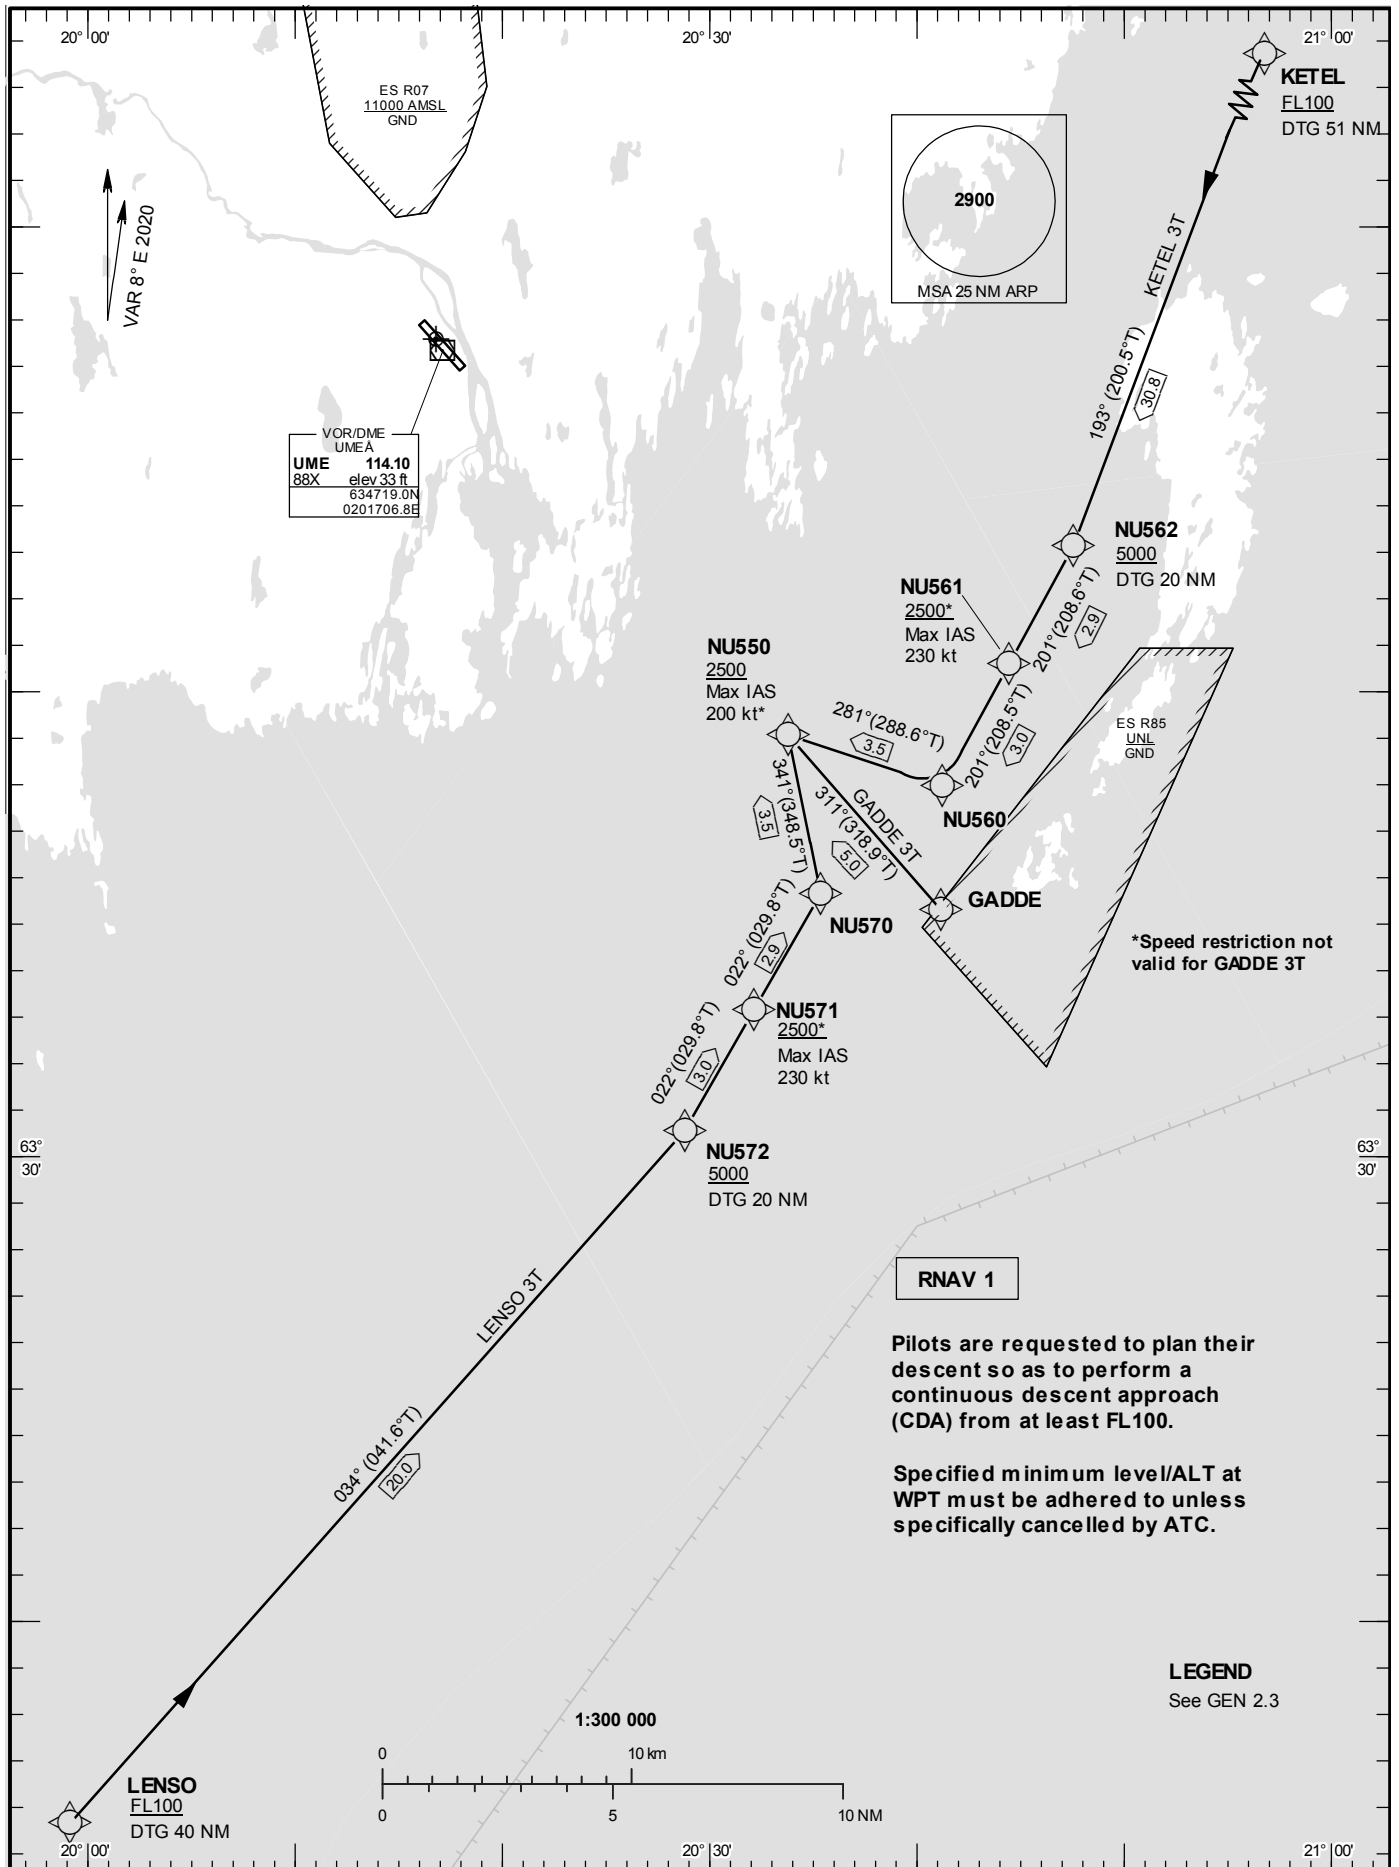 20° 00'
20° 30'
21° 00'
KETEL
FL100
DTG 51 NM
ES R07
11000 AMSL
GND
2900
MSA 25 NM ARP
VAR 8° E 2020
KETEL 3T
193° (200.5°T)
30.8
VOR/DME
UMEÅ
UME 114.10
88X elev 33 ft
634719.0N
0201706.8E
NU562
5000
DTG 20 NM
NU561
2500*
Max IAS
230 kt
201°(208.6°T)
2.9
NU550
2500
Max IAS
200 kt*
281°(288.6°T)
3.5
201°(208.5°T)
3.0
ES R85
UNL
GND
NU560
341°(348.5°T)
3.5
GADDE 3T
311°(318.9°T)
5.0
GADDE
NU570
022° (029.8°T)
2.9
*Speed restriction not
valid for GADDE 3T
NU571
2500*
Max IAS
230 kt
022°(029.8°T)
3.0
63°
30'
63°
30'
NU572
5000
DTG 20 NM
RNAV 1
LENSO 3T
Pilots are requested to plan their
descent so as to perform a
continuous descent approach
(CDA) from at least FL100.
034° (041.6°T)
20.0
Specified minimum level/ALT at
WPT must be adhered to unless
specifically cancelled by ATC.
LEGEND
See GEN 2.3
1:300 000
0 10 km
0 5 10 NM
LENSO
FL100
DTG 40 NM
20° 00'
20° 30'
21° 00'